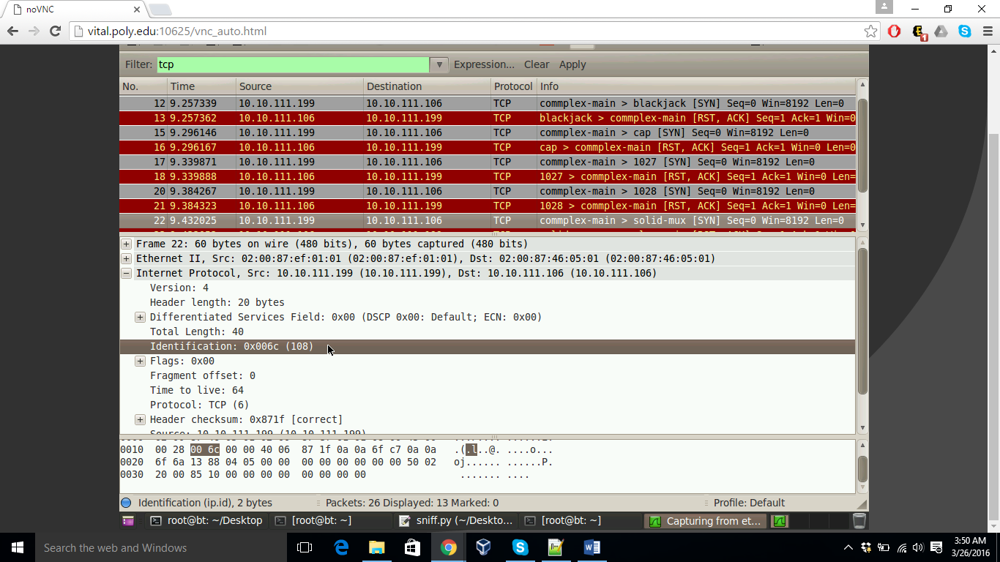 noVNC
vital.poly.edu:10625/vnc_auto.html
Filter: tcp Expression... Clear Apply
No. Time Source Destination Protocol Info
12 9.257339 10.10.111.199 10.10.111.106 TCP commplex-main > blackjack [SYN] Seq=0 Win=8192 Len=0
13 9.257362 10.10.111.106 10.10.111.199 TCP blackjack > commplex-main [RST, ACK] Seq=1 Ack=1 Win=0
15 9.296146 10.10.111.199 10.10.111.106 TCP commplex-main > cap [SYN] Seq=0 Win=8192 Len=0
16 9.296167 10.10.111.106 10.10.111.199 TCP cap > commplex-main [RST, ACK] Seq=1 Ack=1 Win=0
17 9.339871 10.10.111.199 10.10.111.106 TCP commplex-main > 1027 [SYN] Seq=0 Win=8192 Len=0
18 9.339888 10.10.111.106 10.10.111.199 TCP 1027 > commplex-main [RST, ACK] Seq=1 Ack=1 Win=0 Len=
20 9.384267 10.10.111.199 10.10.111.106 TCP commplex-main > 1028 [SYN] Seq=0 Win=8192 Len=0
21 9.384323 10.10.111.106 10.10.111.199 TCP 1028 > commplex-main [RST, ACK] Seq=1 Ack=1 Win=0 Len=
22 9.432025 10.10.111.199 10.10.111.106 TCP commplex-main > solid-mux [SYN] Seq=0 Win=8192 Len=0
Frame 22: 60 bytes on wire (480 bits), 60 bytes captured (480 bits)
Ethernet II, Src: 02:00:87:ef:01:01 (02:00:87:ef:01:01), Dst: 02:00:87:46:05:01 (02:00:87:46:05:01)
Internet Protocol, Src: 10.10.111.199 (10.10.111.199), Dst: 10.10.111.106 (10.10.111.106)
Version: 4
Header length: 20 bytes
Differentiated Services Field: 0x00 (DSCP 0x00: Default; ECN: 0x00)
Total Length: 40
Identification: 0x006c (108)
Flags: 0x00
Fragment offset: 0
Time to live: 64
Protocol: TCP (6)
Header checksum: 0x871f [correct]
Source: 10.10.111.199 (10.10.111.199)
0010 00 28 00 6c 00 00 40 06 87 1f 0a 0a 6f c7 0a 0a .(.l..@. ....o...
0020 6f 6a 13 88 04 05 00 00 00 00 00 00 00 00 50 02 oj...... ......P.
0030 20 00 85 10 00 00 00 00 00 00 00 00 ....... ....
Identification (ip.id), 2 bytes Packets: 26 Displayed: 13 Marked: 0 Profile: Default
root@bt: ~/Desktop [root@bt: ~] sniff.py (~/Deskto... [root@bt: ~] Capturing from et...
Search the web and Windows 3:50 AM
3/26/2016